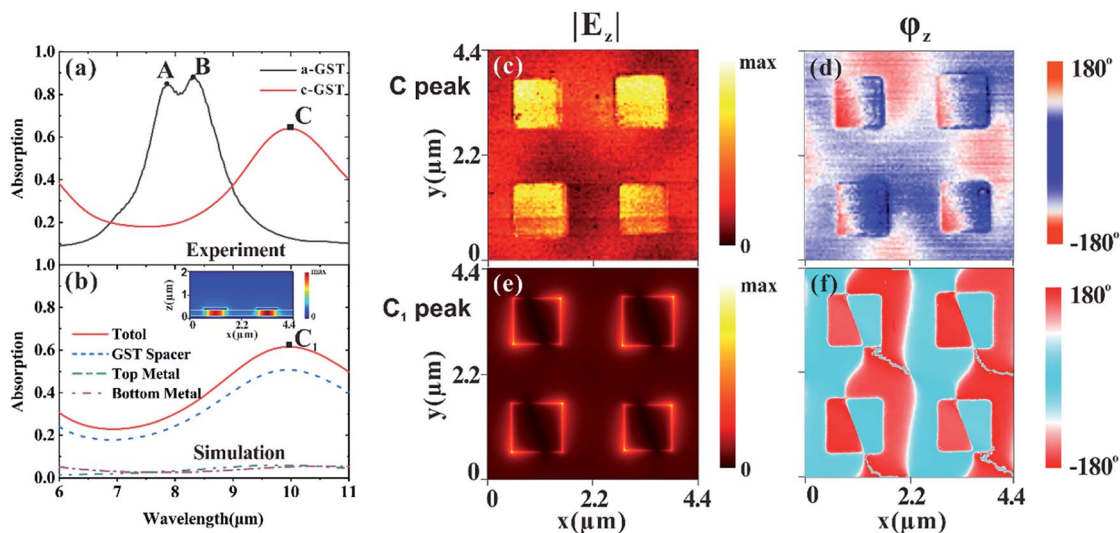 |E_z|
φ_z
(a)
A
B
C
a-GST
c-GST
Experiment
Absorption
1.0
0.8
0.6
0.4
0.2
0.0
(b)
z(μm)
2
1
0
0
2.2
4.4
x(μm)
max
0
C₁
Totol
GST Spacer
Top Metal
Bottom Metal
Simulation
Absorption
0.8
0.6
0.4
0.2
0.0
6
7
8
9
10
11
Wavelength(μm)
C peak
(c)
4.4
2.2
0
y(μm)
max
0
(d)
180°
-180°
C₁ peak
(e)
4.4
2.2
0
y(μm)
0
2.2
4.4
x(μm)
max
0
(f)
0
2.2
4.4
x(μm)
180°
-180°